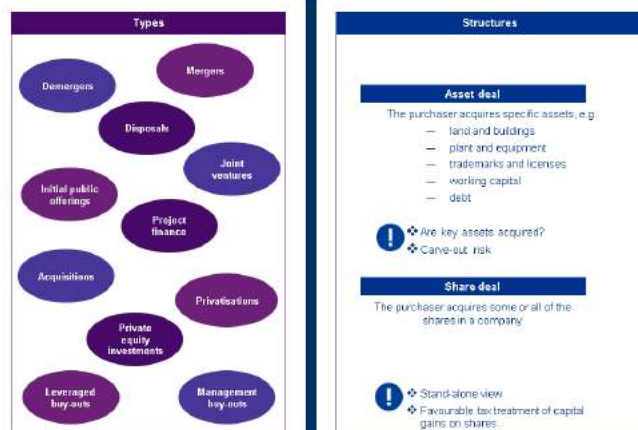 Types
Demergers
Mergers
Disposals
Joint
ventures
Initial public
offerings
Project
finance
Acquisitions
Privatisations
Private
equity
investments
Leveraged
buy-outs
Management
buy-outs
Structures
Asset deal
The purchaser acquires specific assets, e.g
— land and buildings
— plant and equipment
— trademarks and licenses
— working capital
— debt
! ❖ Are key assets acquired?
❖ Carve-out risk
Share deal
The purchaser acquires some or all of the
shares in a company
! ❖ Stand-alone view
❖ Favourable tax treatment of capital
gains on shares